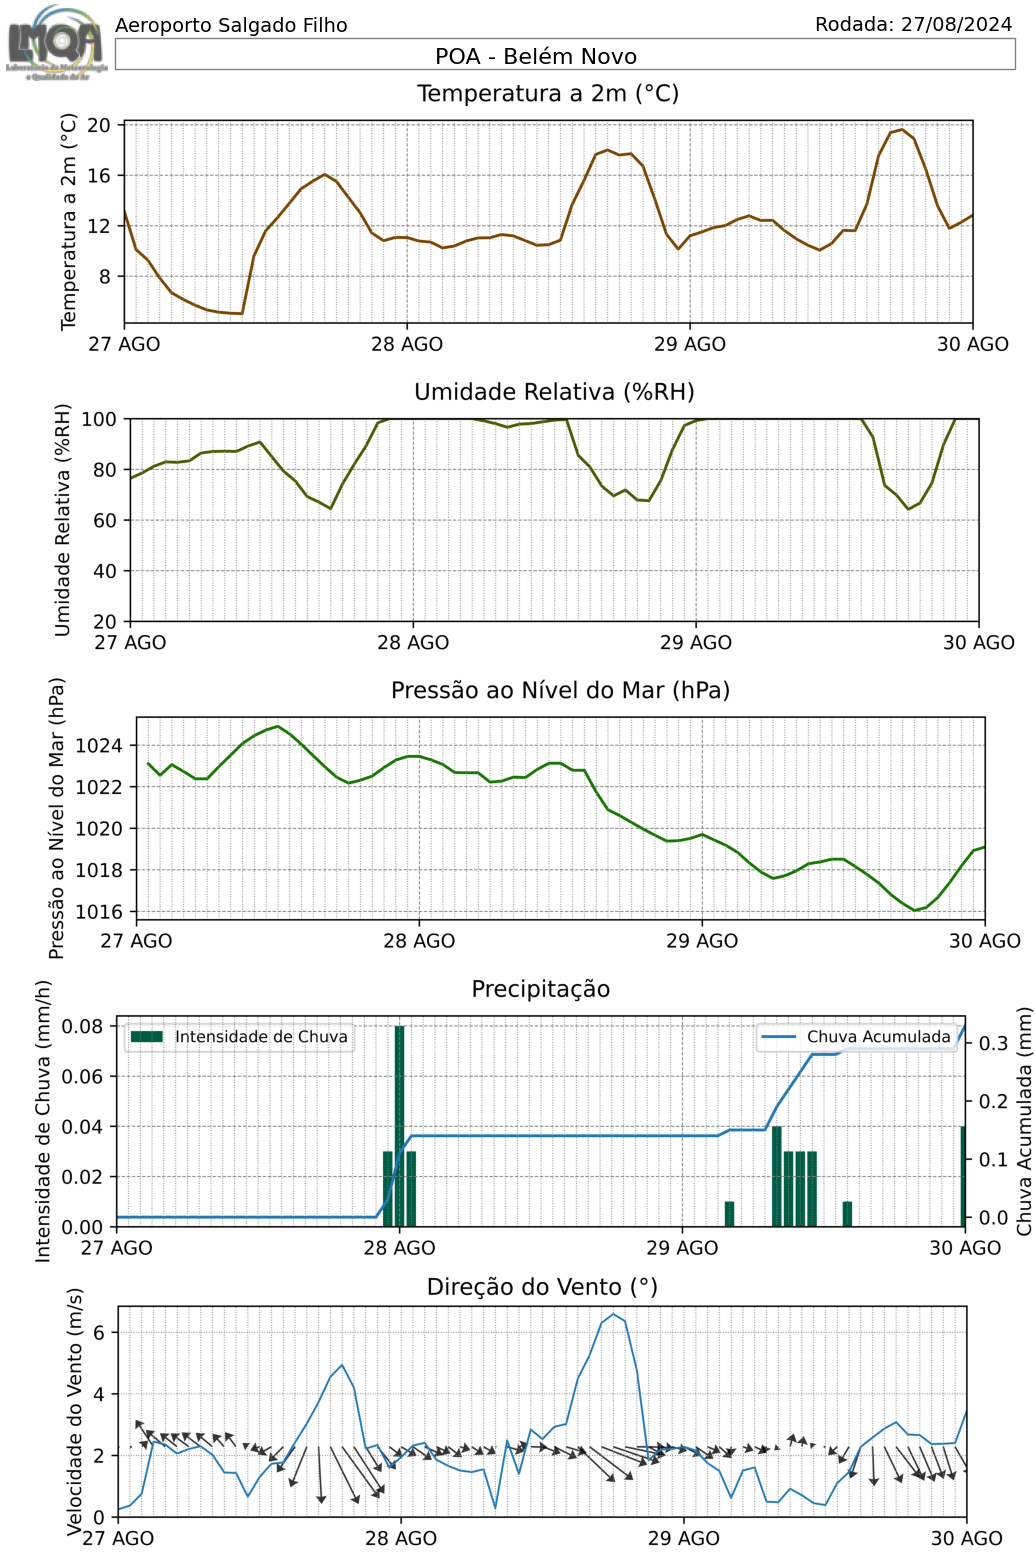 LMQA
Laboratório de Meteorologia
e Qualidade do Ar
Aeroporto Salgado Filho
Rodada: 27/08/2024
POA - Belém Novo
Temperatura a 2m (°C)
Temperatura a 2m (°C)
20
16
12
8
27 AGO 28 AGO 29 AGO 30 AGO
Umidade Relativa (%RH)
Umidade Relativa (%RH)
100
80
60
40
20
27 AGO 28 AGO 29 AGO 30 AGO
Pressão ao Nível do Mar (hPa)
Pressão ao Nível do Mar (hPa)
1024
1022
1020
1018
1016
27 AGO 28 AGO 29 AGO 30 AGO
Precipitação
Intensidade de Chuva (mm/h)
0.08
0.06
0.04
0.02
0.00
Intensidade de Chuva
Chuva Acumulada
0.3
0.2
0.1
0.0
Chuva Acumulada (mm)
27 AGO 28 AGO 29 AGO 30 AGO
Direção do Vento (°)
Velocidade do Vento (m/s)
6
4
2
0
27 AGO 28 AGO 29 AGO 30 AGO